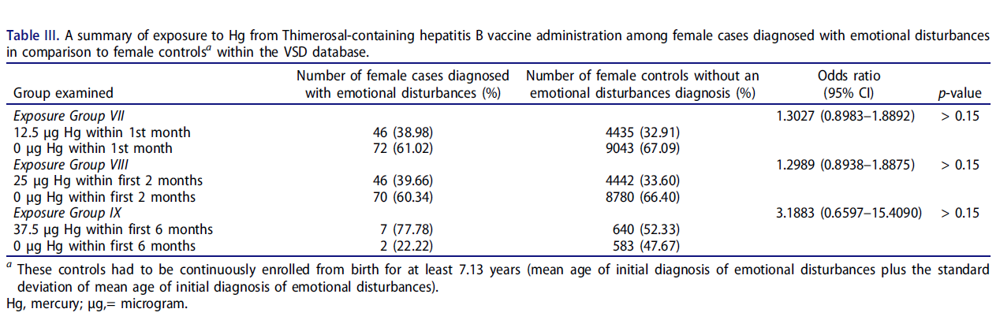 Table III. A summary of exposure to Hg from Thimerosal-containing hepatitis B vaccine administration among female cases diagnosed with emotional disturbances
in comparison to female controlsᵃ within the VSD database.
Number of female cases diagnosed Number of female controls without an Odds ratio
Group examined with emotional disturbances (%) emotional disturbances diagnosis (%) (95% CI) p-value
Exposure Group VII 1.3027 (0.8983–1.8892) > 0.15
12.5 µg Hg within 1st month 46 (38.98) 4435 (32.91)
0 µg Hg within 1st month 72 (61.02) 9043 (67.09)
Exposure Group VIII 1.2989 (0.8938–1.8875) > 0.15
25 µg Hg within first 2 months 46 (39.66) 4442 (33.60)
0 µg Hg within first 2 months 70 (60.34) 8780 (66.40)
Exposure Group IX 3.1883 (0.6597–15.4090) > 0.15
37.5 µg Hg within first 6 months 7 (77.78) 640 (52.33)
0 µg Hg within first 6 months 2 (22.22) 583 (47.67)
ᵃ These controls had to be continuously enrolled from birth for at least 7.13 years (mean age of initial diagnosis of emotional disturbances plus the standard
deviation of mean age of initial diagnosis of emotional disturbances).
Hg, mercury; µg,= microgram.